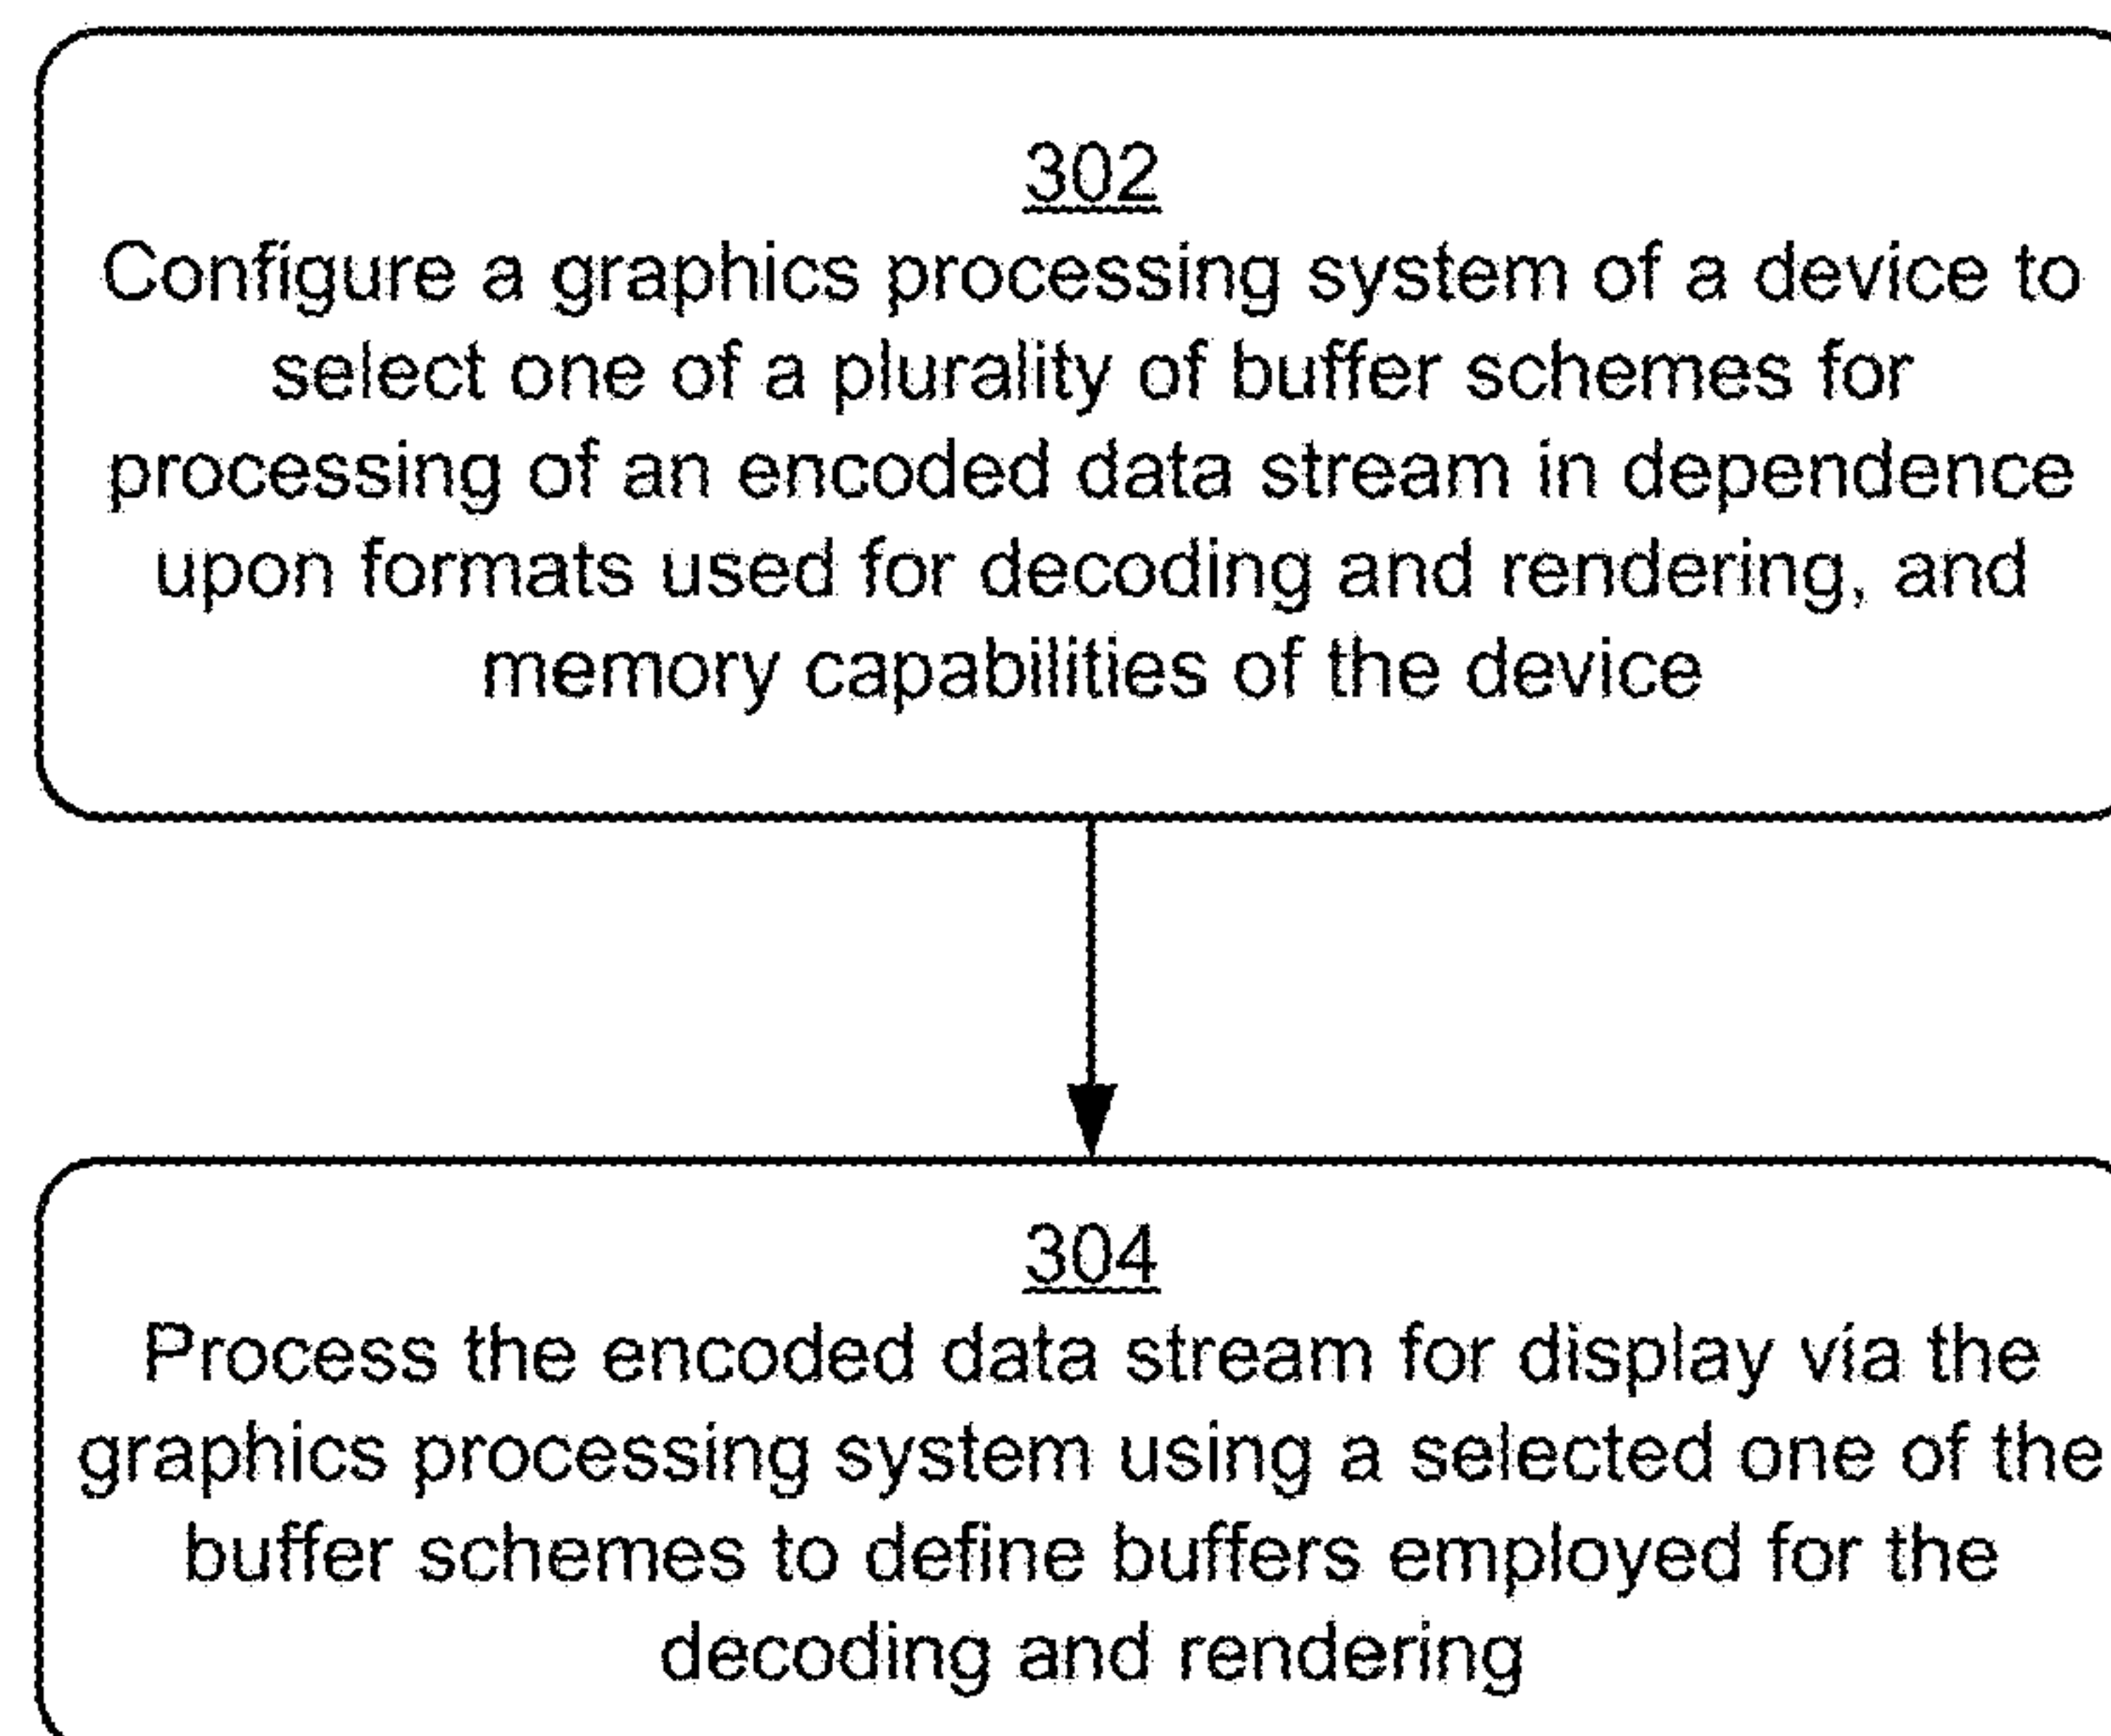 302
Configure a graphics processing system of a device to
select one of a plurality of buffer schemes for
processing of an encoded data stream in dependence
upon formats used for decoding and rendering, and
memory capabilities of the device
304
Process the encoded data stream for display via the
graphics processing system using a selected one of the
buffer schemes to define buffers employed for the
decoding and rendering